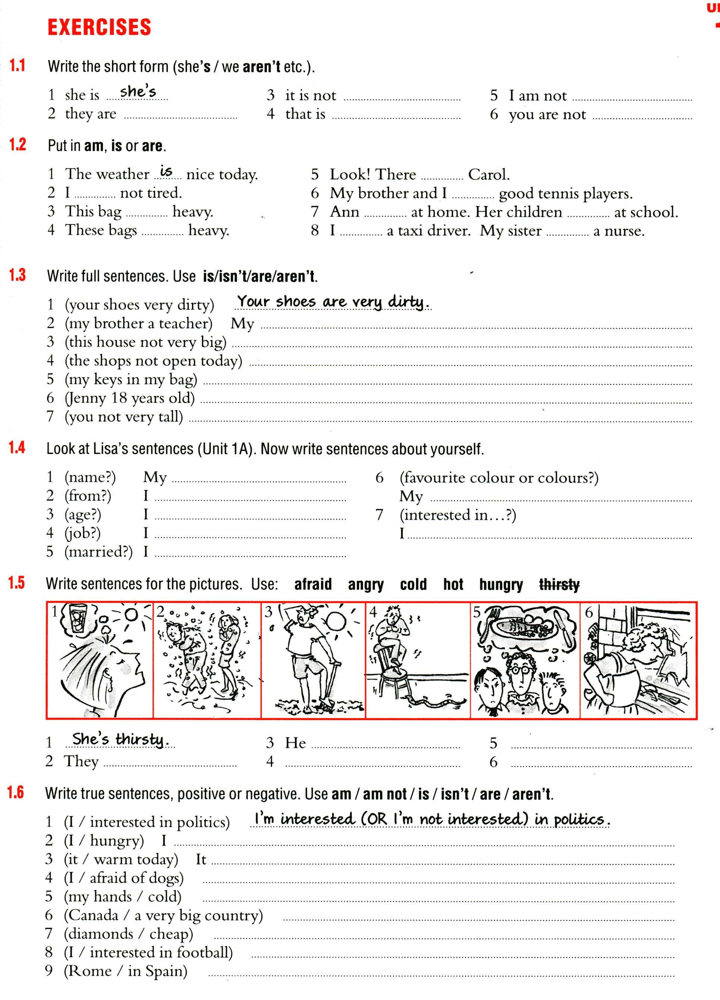 EXERCISES
1.1 Write the short form (she's / we aren't etc.).
1 she is she's 3 it is not 5 I am not
2 they are 4 that is 6 you are not
1.2 Put in am, is or are.
1 The weather is nice today. 5 Look! There Carol.
2 I not tired. 6 My brother and I good tennis players.
3 This bag heavy. 7 Ann at home. Her children at school.
4 These bags heavy. 8 I a taxi driver. My sister a nurse.
1.3 Write full sentences. Use is/isn't/are/aren't.
1 (your shoes very dirty) Your shoes are very dirty.
2 (my brother a teacher) My
3 (this house not very big)
4 (the shops not open today)
5 (my keys in my bag)
6 (Jenny 18 years old)
7 (you not very tall)
1.4 Look at Lisa's sentences (Unit 1A). Now write sentences about yourself.
1 (name?) My 6 (favourite colour or colours?)
2 (from?) I My
3 (age?) I 7 (interested in...?)
4 (job?) I I
5 (married?) I
1.5 Write sentences for the pictures. Use: afraid angry cold hot hungry thirsty
1 2 3 4 5 6
1 She's thirsty. 3 He 5
2 They 4 6
1.6 Write true sentences, positive or negative. Use am / am not / is / isn't / are / aren't.
1 (I / interested in politics) I'm interested (OR I'm not interested) in politics.
2 (I / hungry) I
3 (it / warm today) It
4 (I / afraid of dogs)
5 (my hands / cold)
6 (Canada / a very big country)
7 (diamonds / cheap)
8 (I / interested in football)
9 (Rome / in Spain)